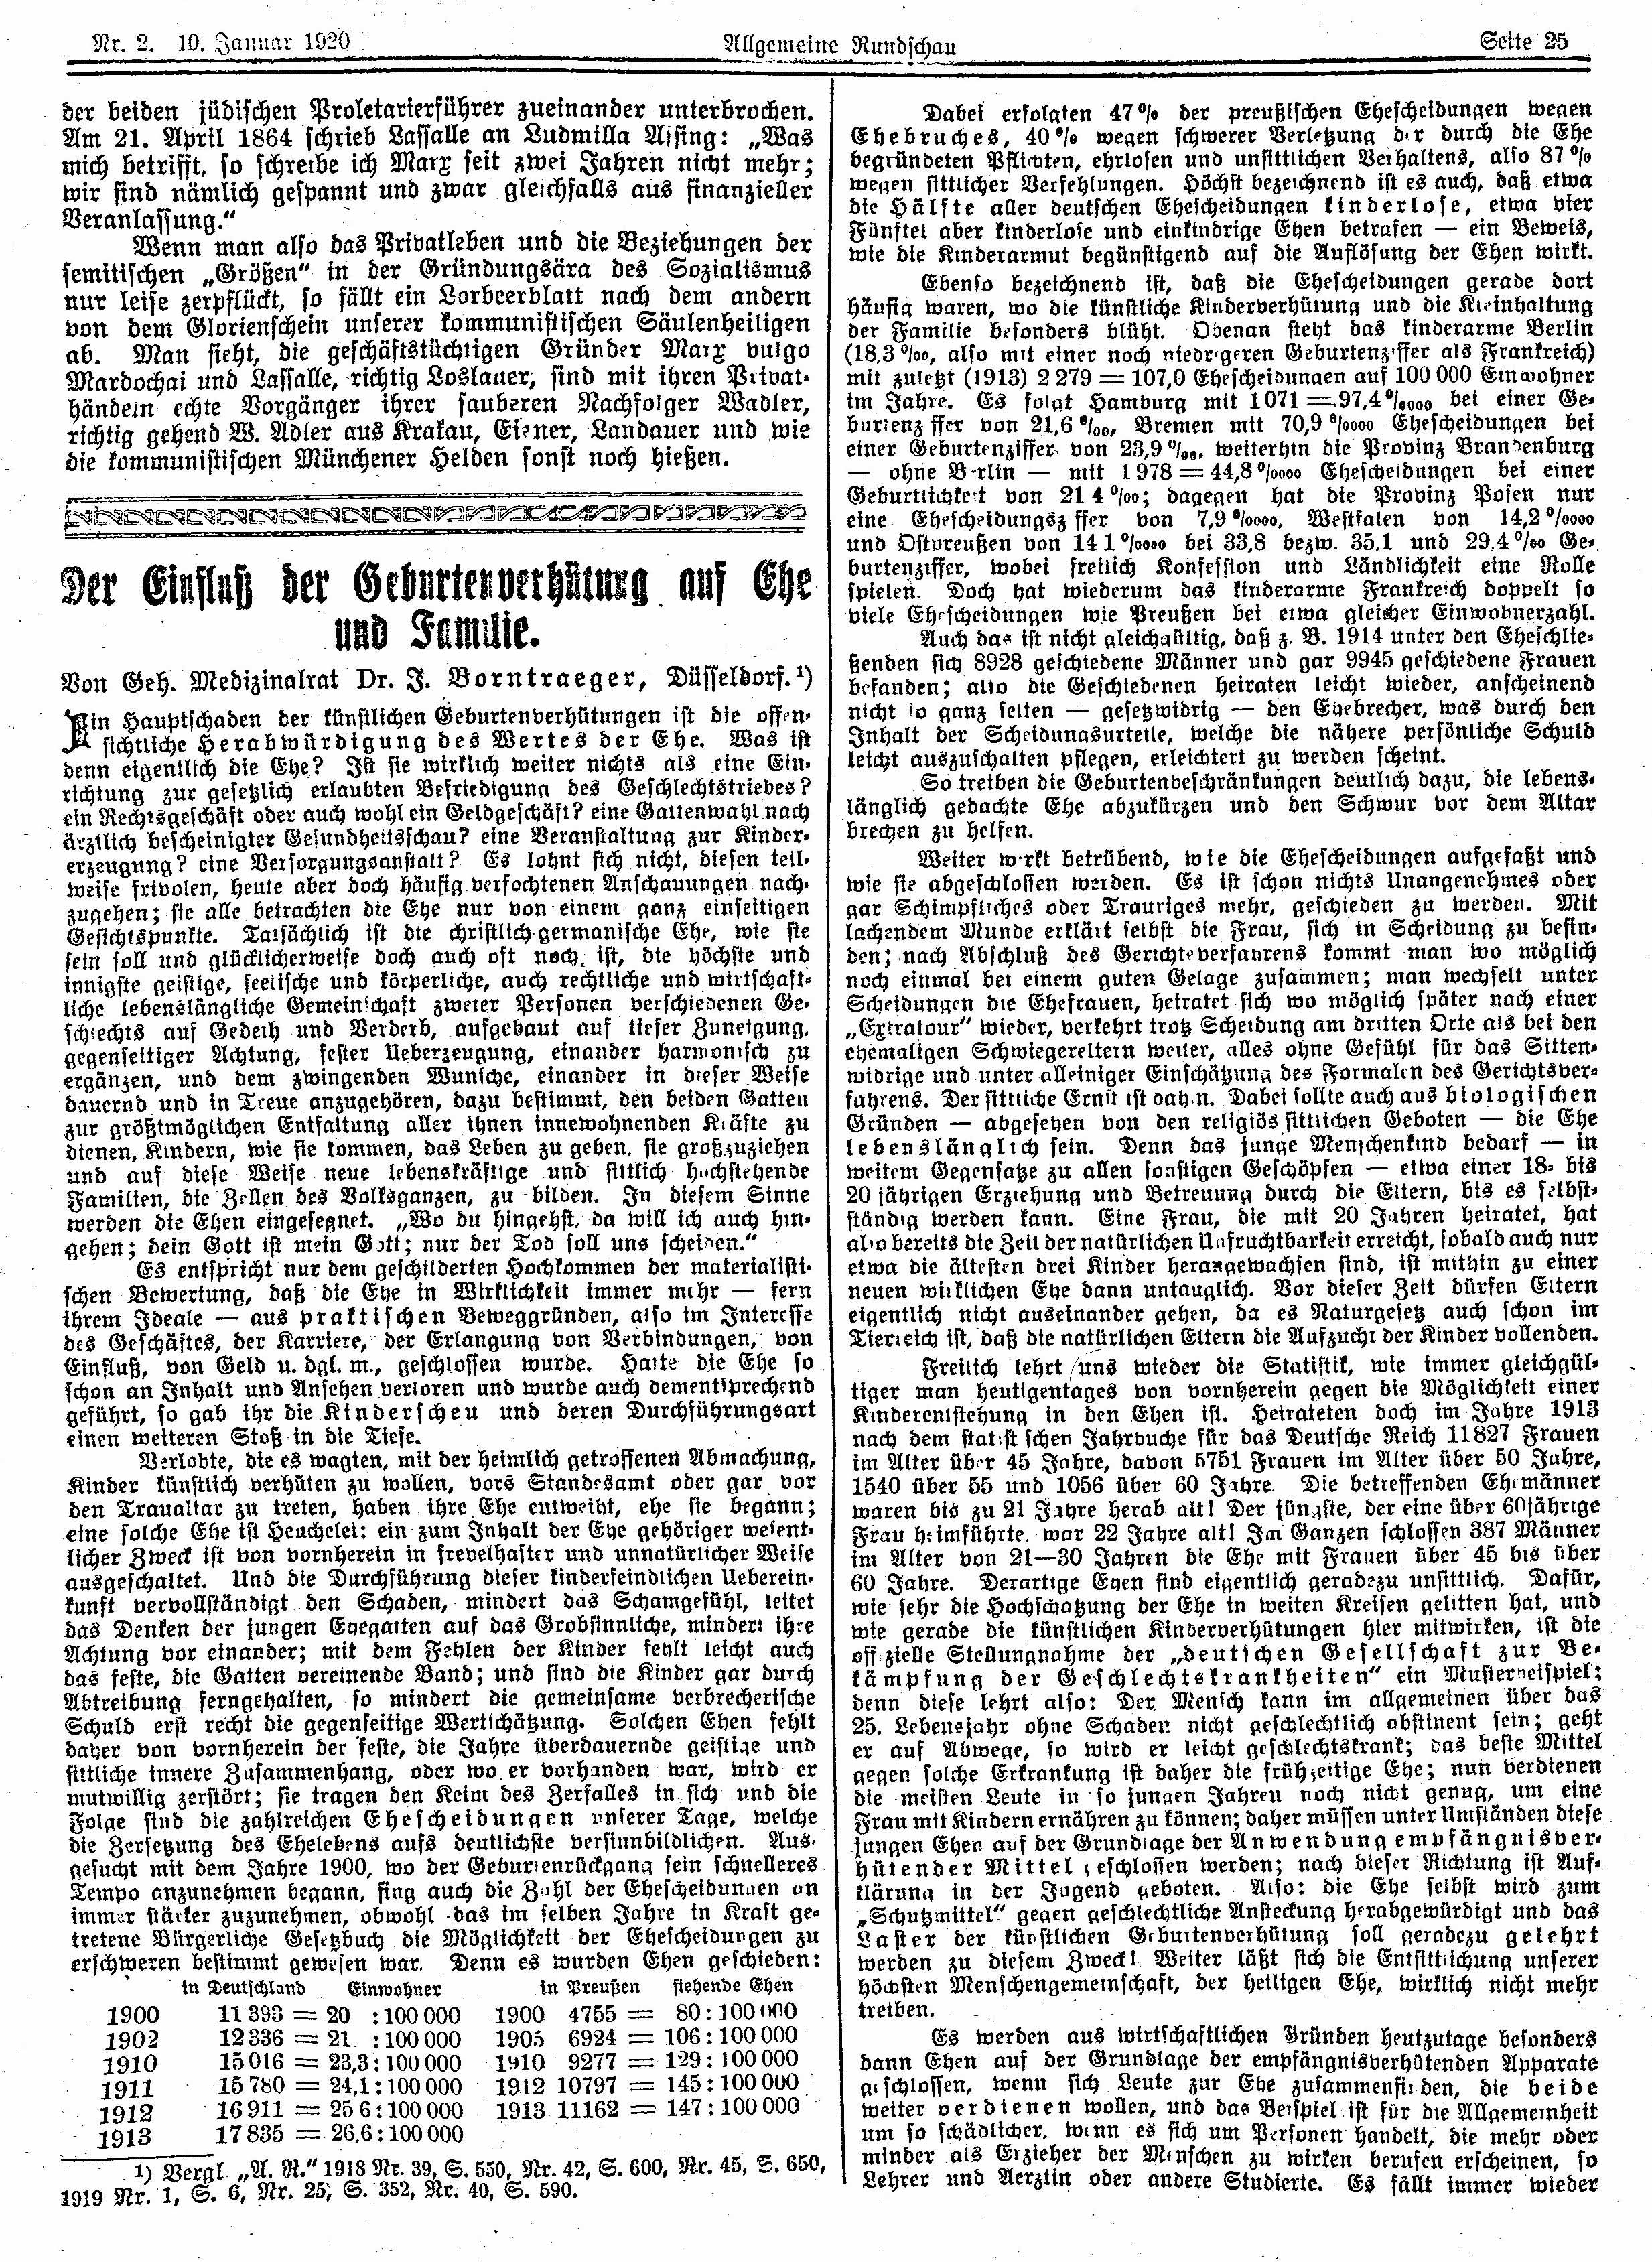 Nr. 2. 10. Januar 1920
Allgemeine Rundschau
Seite 25
der beiden jüdischen Proletarierführer zueinander unterbrochen.
Am 21. April 1864 schrieb Lassalle an Ludmilla Assing: „Was
mich betrifft, so schreibe ich Marx seit zwei Jahren nicht mehr;
wir sind nämlich gespannt und zwar gleichfalls aus finanzieller
Veranlassung.“
Wenn man also das Privatleben und die Beziehungen der
semitischen „Größen“ in der Gründungsära des Sozialismus
nur leise zerpflückt, so fällt ein Lorbeerblatt nach dem andern
von dem Glorienschein unserer kommunistischen Säulenheiligen
ab. Man sieht, die geschäftstüchtigen Gründer Marx vulgo
Mardochai und Lassalle, richtig Loslauer, sind mit ihren Privat-
händeln echte Vorgänger ihrer sauberen Nachfolger Wadler,
richtig gehend W. Adler aus Krakau, Eisner, Landauer und wie
die kommunistischen Münchener Helden sonst noch hießen.
Der Einfluß der Geburtenverhütung auf Ehe
und Familie.
Von Geh. Medizinalrat Dr. J. Borntraeger, Düsseldorf.¹)
Ein Hauptschaden der künstlichen Geburtenverhütungen ist die offen-
sichtliche Herabwürdigung des Wertes der Ehe. Was ist
denn eigentlich die Ehe? Ist sie wirklich weiter nichts als eine Ein-
richtung zur gesetzlich erlaubten Befriedigung des Geschlechtstriebes?
ein Rechtsgeschäft oder auch wohl ein Geldgeschäft? eine Gattenwahl nach
ärztlich bescheinigter Gesundheitsschau? eine Veranstaltung zur Kinder-
erzeugung? eine Versorgungsanstalt? Es lohnt sich nicht, diesen teil-
weise frivolen, heute aber doch häufig verfochtenen Anschauungen nach-
zugehen; sie alle betrachten die Ehe nur von einem ganz einseitigen
Gesichtspunkte. Tatsächlich ist die christlich-germanische Ehe, wie sie
sein soll und glücklicherweise doch auch oft noch ist, die höchste und
innigste geistige, seelische und körperliche, auch rechtliche und wirtschaft-
liche lebenslängliche Gemeinschaft zweier Personen verschiedenen Ge-
schlechts auf Gedeih und Verderb, aufgebaut auf tiefer Zuneigung,
gegenseitiger Achtung, fester Ueberzeugung, einander harmonisch zu
ergänzen, und dem zwingenden Wunsche, einander in dieser Weise
dauernd und in Treue anzugehören, dazu bestimmt, den beiden Gatten
zur größtmöglichen Entfaltung aller ihnen innewohnenden Kräfte zu
dienen, Kindern, wie sie kommen, das Leben zu geben, sie großzuziehen
und auf diese Weise neue lebenskräftige und sittlich hochstehende
Familien, die Zellen des Volksganzen, zu bilden. In diesem Sinne
werden die Ehen eingesegnet. „Wo du hingehst, da will ich auch hin-
gehen; dein Gott ist mein Gott; nur der Tod soll uns scheiden.“
Es entspricht nur dem geschilderten Hochkommen der materialisti-
schen Bewertung, daß die Ehe in Wirklichkeit immer mehr — fern
ihrem Ideale — aus praktischen Beweggründen, also im Interesse
des Geschäftes, der Karriere, der Erlangung von Verbindungen, von
Einfluß, von Geld u. dgl. m., geschlossen wurde. Hatte die Ehe so
schon an Inhalt und Ansehen verloren und wurde auch dementsprechend
geführt, so gab ihr die Kinderscheu und deren Durchführungsart
einen weiteren Stoß in die Tiefe.
Verlobte, die es wagten, mit der heimlich getroffenen Abmachung,
Kinder künstlich verhüten zu wollen, vors Standesamt oder gar vor
den Traualtar zu treten, haben ihre Ehe entweiht, ehe sie begann;
eine solche Ehe ist Heuchelei: ein zum Inhalt der Ehe gehöriger wesent-
licher Zweck ist von vornherein in frevelhafter und unnatürlicher Weise
ausgeschaltet. Und die Durchführung dieser kinderfeindlichen Ueberein-
kunft vervollständigt den Schaden, mindert das Schamgefühl, leitet
das Denken der jungen Ehegatten auf das Grobsinnliche, mindert ihre
Achtung vor einander; mit dem Fehlen der Kinder fehlt leicht auch
das feste, die Gatten vereinende Band; und sind die Kinder gar durch
Abtreibung ferngehalten, so mindert die gemeinsame verbrecherische
Schuld erst recht die gegenseitige Wertschätzung. Solchen Ehen fehlt
daher von vornherein der feste, die Jahre überdauernde geistige und
sittliche innere Zusammenhang, oder wo er vorhanden war, wird er
mutwillig zerstört; sie tragen den Keim des Zerfalles in sich und die
Folge sind die zahlreichen Ehescheidungen unserer Tage, welche
die Zersetzung des Ehelebens aufs deutlichste versinnbildlichen. Aus-
gesucht mit dem Jahre 1900, wo der Geburtenrückgang sein schnelleres
Tempo anzunehmen begann, fing auch die Zahl der Ehescheidungen an
immer stärker zuzunehmen, obwohl das im selben Jahre in Kraft ge-
tretene Bürgerliche Gesetzbuch die Möglichkeit der Ehescheidungen zu
erschweren bestimmt gewesen war. Denn es wurden Ehen geschieden:
in Deutschland Einwohner in Preußen stehende Ehen
1900 11 393 = 20 : 100 000 1900 4755 = 80 : 100 000
1902 12 336 = 21. : 100 000 1905 6924 = 106 : 100 000
1910 15 016 = 23,3 : 100 000 1910 9277 = 129 : 100 000
1911 15 780 = 24,1 : 100 000 1912 10797 = 145 : 100 000
1912 16 911 = 25 6 : 100 000 1913 11162 = 147 : 100 000
1913 17 835 = 26,6 : 100 000
¹) Vergl. „A. R.“ 1918 Nr. 39, S. 550, Nr. 42, S. 600, Nr. 45, S. 650,
1919 Nr. 1, S. 6, Nr. 25, S. 352, Nr. 40, S. 590.
Dabei erfolgten 47% der preußischen Ehescheidungen wegen
Ehebruches, 40% wegen schwerer Verletzung der durch die Ehe
begründeten Pflichten, ehrlosen und unsittlichen Verhaltens, also 87%
wegen sittlicher Verfehlungen. Höchst bezeichnend ist es auch, daß etwa
die Hälfte aller deutschen Ehescheidungen kinderlose, etwa vier
Fünftel aber kinderlose und einkindrige Ehen betrafen — ein Beweis,
wie die Kinderarmut begünstigend auf die Auflösung der Ehen wirkt.
Ebenso bezeichnend ist, daß die Ehescheidungen gerade dort
häufig waren, wo die künstliche Kinderverhütung und die Kleinhaltung
der Familie besonders blüht. Obenan steht das kinderarme Berlin
(18,3‰, also mit einer noch niedrigeren Geburtenziffer als Frankreich)
mit zuletzt (1913) 2 279 = 107,0 Ehescheidungen auf 100 000 Einwohner
im Jahre. Es folgt Hamburg mit 1 071 = 97,4 %0000 bei einer Ge-
burtenziffer von 21,6 ‰, Bremen mit 70,9 %0000 Ehescheidungen bei
einer Geburtenziffer von 23,9 ‰, weiterhin die Provinz Brandenburg
— ohne Berlin — mit 1 978 = 44,8 %0000 Ehescheidungen bei einer
Geburtlichkeit von 21 4 ‰; dagegen hat die Provinz Posen nur
eine Ehescheidungsziffer von 7,9 %0000, Westfalen von 14,2 %0000
und Ostpreußen von 14 1 %0000 bei 33,8 bezw. 35,1 und 29,4 ‰ Ge-
burtenziffer, wobei freilich Konfession und Ländlichkeit eine Rolle
spielen. Doch hat wiederum das kinderarme Frankreich doppelt so
viele Ehescheidungen wie Preußen bei etwa gleicher Einwohnerzahl.
Auch das ist nicht gleichgültig, daß z. B. 1914 unter den Eheschlie-
ßenden sich 8928 geschiedene Männer und gar 9945 geschiedene Frauen
befanden; also die Geschiedenen heiraten leicht wieder, anscheinend
nicht so ganz selten — gesetzwidrig — den Ehebrecher, was durch den
Inhalt der Scheidungsurteile, welche die nähere persönliche Schuld
leicht auszuschalten pflegen, erleichtert zu werden scheint.
So treiben die Geburtenbeschränkungen deutlich dazu, die lebens-
länglich gedachte Ehe abzukürzen und den Schwur vor dem Altar
brechen zu helfen.
Weiter wirkt betrübend, wie die Ehescheidungen aufgefaßt und
wie sie abgeschlossen werden. Es ist schon nichts Unangenehmes oder
gar Schimpfliches oder Trauriges mehr, geschieden zu werden. Mit
lachendem Munde erklärt selbst die Frau, sich in Scheidung zu befin-
den; nach Abschluß des Gerichtsverfahrens kommt man wo möglich
noch einmal bei einem guten Gelage zusammen; man wechselt unter
Scheidungen die Ehefrauen, heiratet sich wo möglich später nach einer
„Extratour“ wieder, verkehrt trotz Scheidung am dritten Orte als bei den
ehemaligen Schwiegereltern weiter, alles ohne Gefühl für das Sitten-
widrige und unter alleiniger Einschätzung des Formalen des Gerichtsver-
fahrens. Der sittliche Ernst ist dahin. Dabei sollte auch aus biologischen
Gründen — abgesehen von den religiös sittlichen Geboten — die Ehe
lebenslänglich sein. Denn das junge Menschenkind bedarf — in
weitem Gegensatze zu allen sonstigen Geschöpfen — etwa einer 18- bis
20 jährigen Erziehung und Betreuung durch die Eltern, bis es selbst-
ständig werden kann. Eine Frau, die mit 20 Jahren heiratet, hat
also bereits die Zeit der natürlichen Unfruchtbarkeit erreicht, sobald auch nur
etwa die ältesten drei Kinder herangewachsen sind, ist mithin zu einer
neuen wirklichen Ehe dann untauglich. Vor dieser Zeit dürfen Eltern
eigentlich nicht auseinander gehen, da es Naturgesetz auch schon im
Tierreich ist, daß die natürlichen Eltern die Aufzucht der Kinder vollenden.
Freilich lehrt uns wieder die Statistik, wie immer gleichgül-
tiger man heutigentages von vornherein gegen die Möglichkeit einer
Kinderentstehung in den Ehen ist. Heirateten doch im Jahre 1913
nach dem statistischen Jahrbuche für das Deutsche Reich 11827 Frauen
im Alter über 45 Jahre, davon 5751 Frauen im Alter über 50 Jahre,
1540 über 55 und 1056 über 60 Jahre. Die betreffenden Ehemänner
waren bis zu 21 Jahre herab alt! Der jüngste, der eine über 60jährige
Frau heimführte, war 22 Jahre alt! Im Ganzen schlossen 387 Männer
im Alter von 21—30 Jahren die Ehe mit Frauen über 45 bis über
60 Jahre. Derartige Ehen sind eigentlich geradezu unsittlich. Dafür,
wie sehr die Hochschätzung der Ehe in weiten Kreisen gelitten hat, und
wie gerade die künstlichen Kinderverhütungen hier mitwirken, ist die
offizielle Stellungnahme der „deutschen Gesellschaft zur Be-
kämpfung der Geschlechtskrankheiten“ ein Musterbeispiel;
denn diese lehrt also: Der Mensch kann im allgemeinen über das
25. Lebensjahr ohne Schaden nicht geschlechtlich abstinent sein; geht
er auf Abwege, so wird er leicht geschlechtskrank; das beste Mittel
gegen solche Erkrankung ist daher die frühzeitige Ehe; nun verdienen
die meisten Leute in so jungen Jahren noch nicht genug, um eine
Frau mit Kindern ernähren zu können; daher müssen unter Umständen diese
jungen Ehen auf der Grundlage der Anwendung empfängnisver-
hütender Mittel geschlossen werden; nach dieser Richtung ist Auf-
klärung in der Jugend geboten. Also: die Ehe selbst wird zum
„Schutzmittel“ gegen geschlechtliche Ansteckung herabgewürdigt und das
Laster der künstlichen Geburtenverhütung soll geradezu gelehrt
werden zu diesem Zweck! Weiter läßt sich die Entsittlichung unserer
höchsten Menschengemeinschaft, der heiligen Ehe, wirklich nicht mehr
treiben.
Es werden aus wirtschaftlichen Gründen heutzutage besonders
dann Ehen auf der Grundlage der empfängnisverhütenden Apparate
geschlossen, wenn sich Leute zur Ehe zusammenfinden, die beide
weiter verdienen wollen, und das Beispiel ist für die Allgemeinheit
um so schädlicher, wenn es sich um Personen handelt, die mehr oder
minder als Erzieher der Menschen zu wirken berufen erscheinen, so
Lehrer und Aerztin oder andere Studierte. Es fällt immer wieder